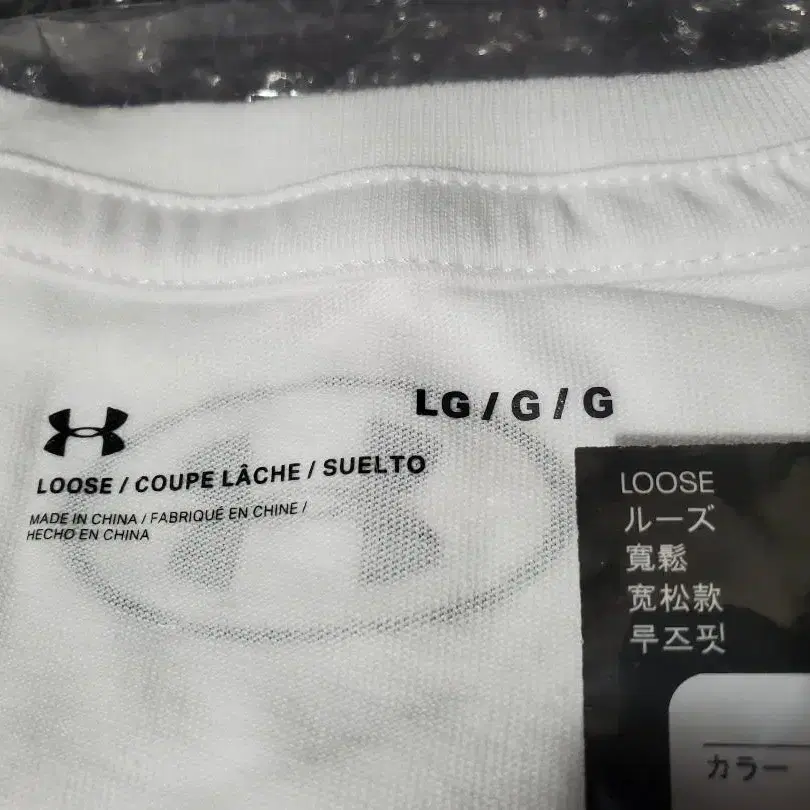 LG / G / G
LOOSE / COUPE LÂCHE / SUELTO
MADE IN CHINA / FABRIQUÉ EN CHINE /
HECHO EN CHINA
LOOSE
ルーズ
寬鬆
宽松款
루즈핏
カラー